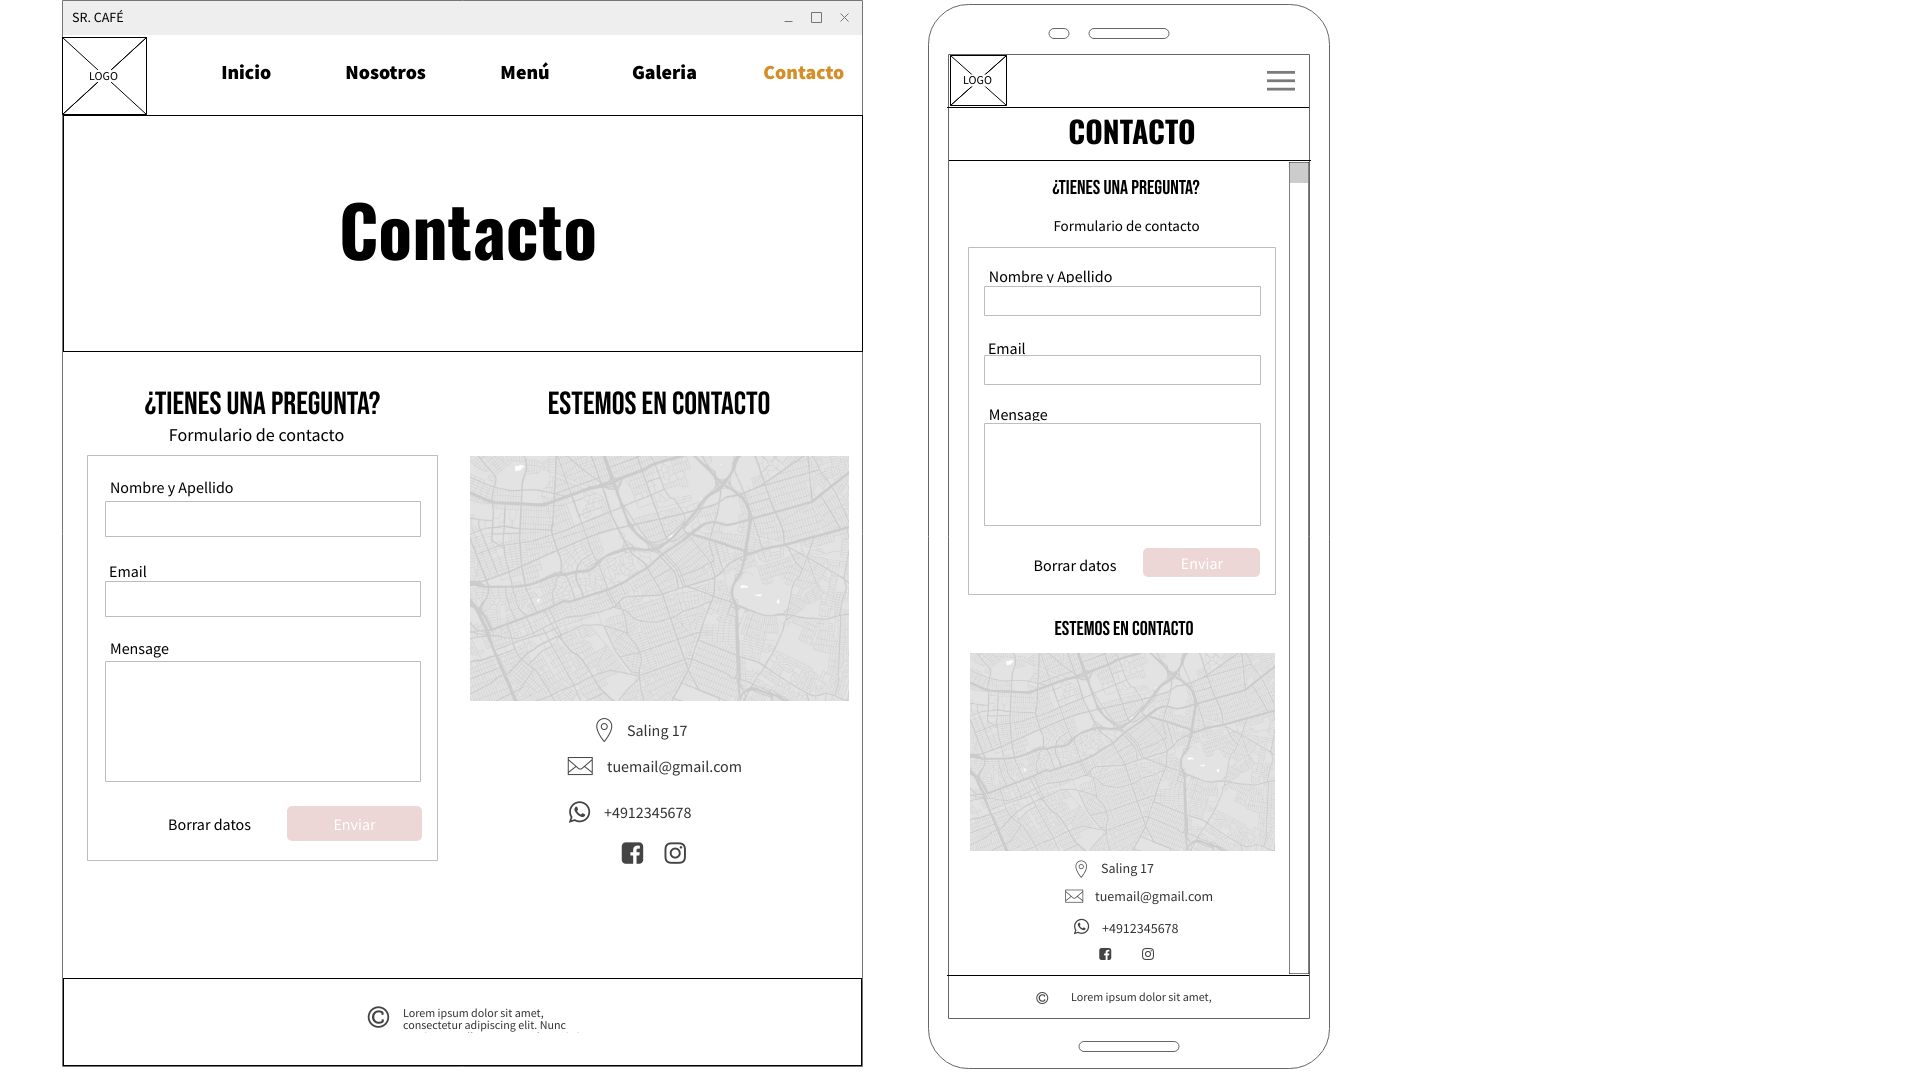 SR. CAFÉ
LOGO
Inicio
Nosotros
Menú
Galeria
Contacto
Contacto
¿TIENES UNA PREGUNTA?
Formulario de contacto
Nombre y Apellido
Email
Mensage
Borrar datos
Enviar
ESTEMOS EN CONTACTO
Saling 17
tuemail@gmail.com
+4912345678
© Lorem ipsum dolor sit amet,
consectetur adipiscing elit. Nunc
LOGO
CONTACTO
¿TIENES UNA PREGUNTA?
Formulario de contacto
Nombre y Apellido
Email
Mensage
Borrar datos
Enviar
ESTEMOS EN CONTACTO
Saling 17
tuemail@gmail.com
+4912345678
© Lorem ipsum dolor sit amet,